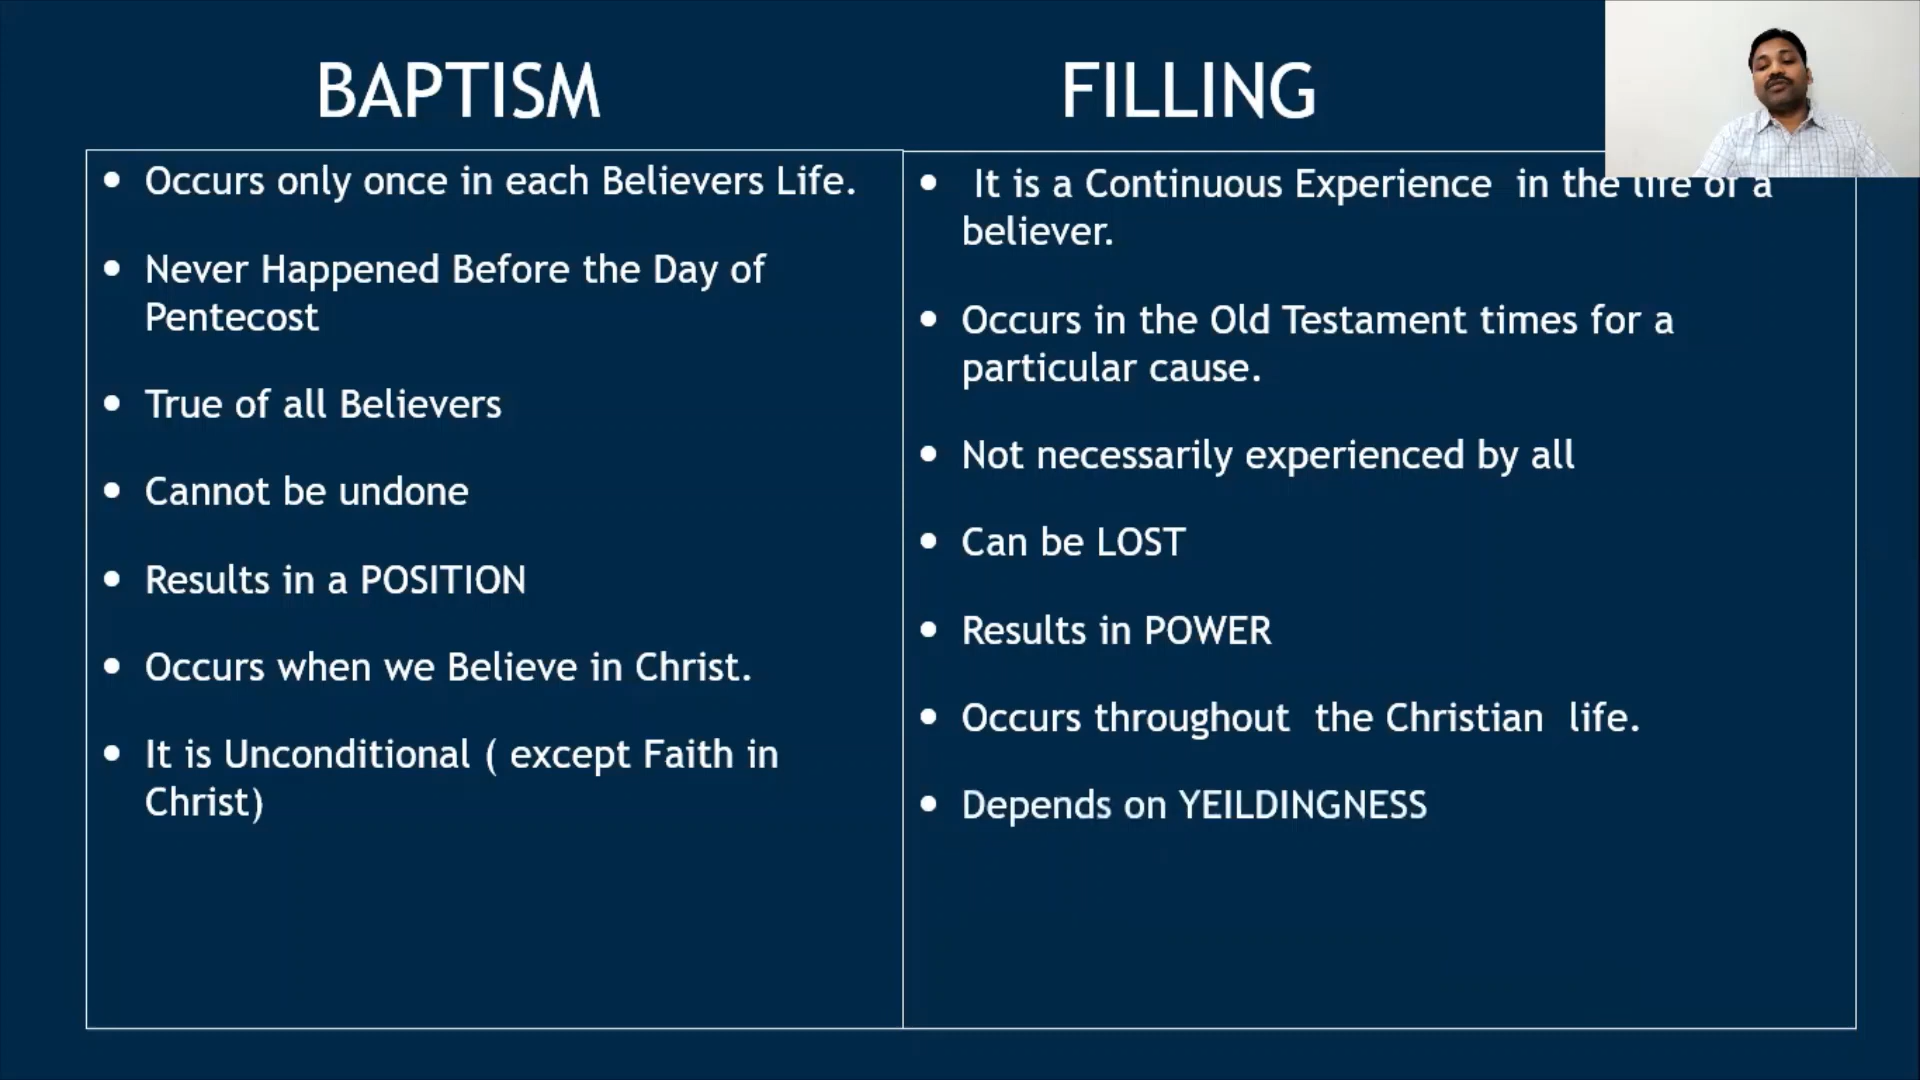 BAPTISM
• Occurs only once in each Believers Life.
• Never Happened Before the Day of
Pentecost
• True of all Believers
• Cannot be undone
• Results in a POSITION
• Occurs when we Believe in Christ.
• It is Unconditional ( except Faith in
Christ)
FILLING
• It is a Continuous Experience in the life of a
believer.
• Occurs in the Old Testament times for a
particular cause.
• Not necessarily experienced by all
• Can be LOST
• Results in POWER
• Occurs throughout the Christian life.
• Depends on YEILDINGNESS